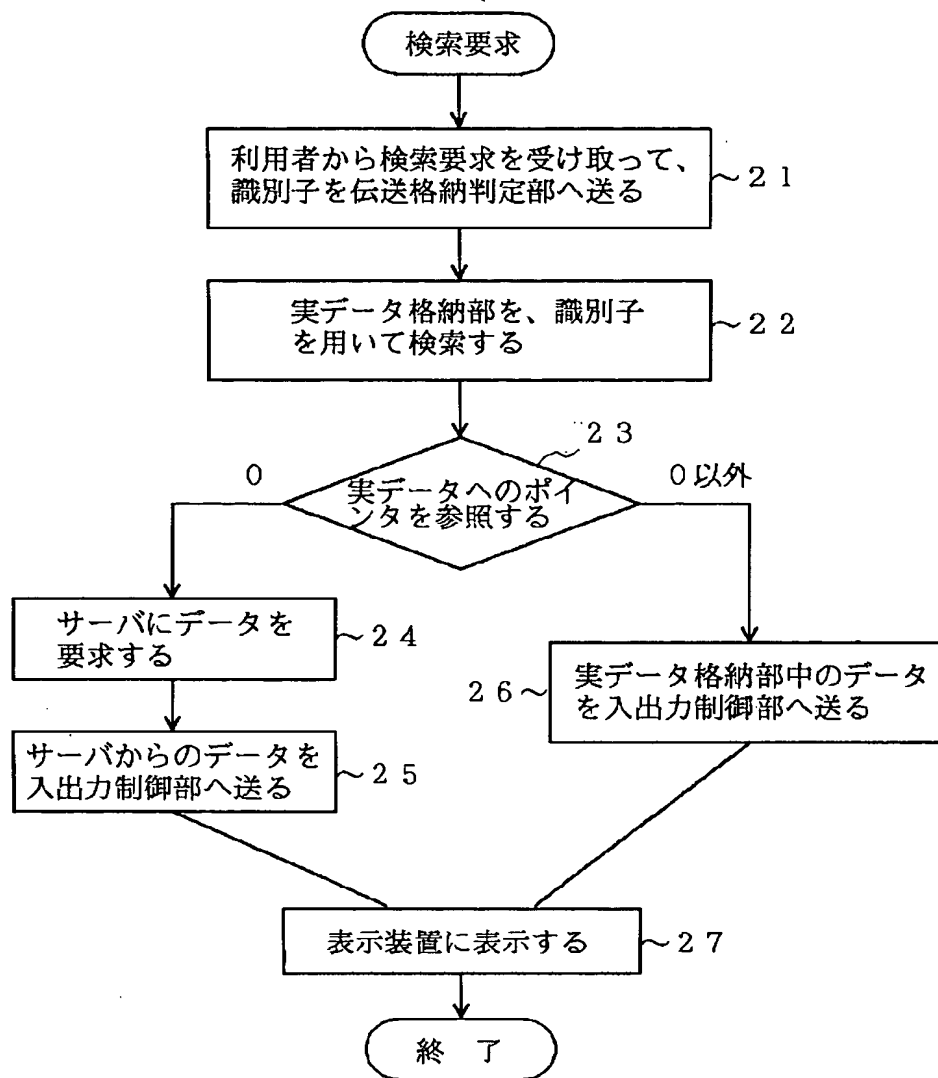 検索要求
利用者から検索要求を受け取って、
識別子を伝送格納判定部へ送る
～２１
実データ格納部を、識別子
を用いて検索する
～２２
２３
０
０以外
実データへのポイ
ンタを参照する
サーバにデータを
要求する
～２４
２６～
実データ格納部中のデータ
を入出力制御部へ送る
サーバからのデータを
入出力制御部へ送る
～２５
表示装置に表示する
～２７
終　了